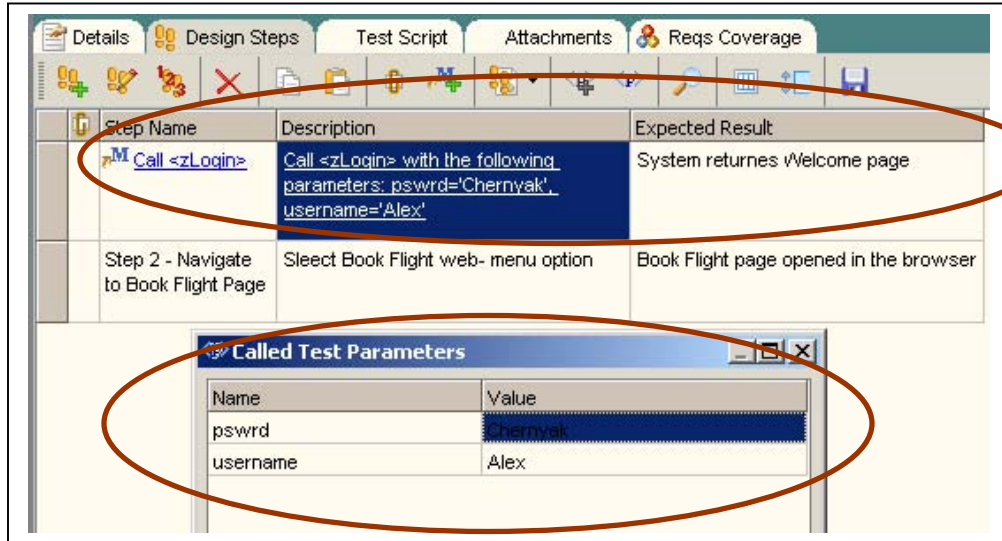 Details Design Steps Test Script Attachments Reqs Coverage
Step Name Description Expected Result
Call <zLogin> Call <zLogin> with the following System returnes Welcome page
parameters: pswrd='Chernyak',
username='Alex'
Step 2 - Navigate Sleect Book Flight web- menu option Book Flight page opened in the browser
to Book Flight Page
Called Test Parameters
Name Value
pswrd Chernyak
username Alex